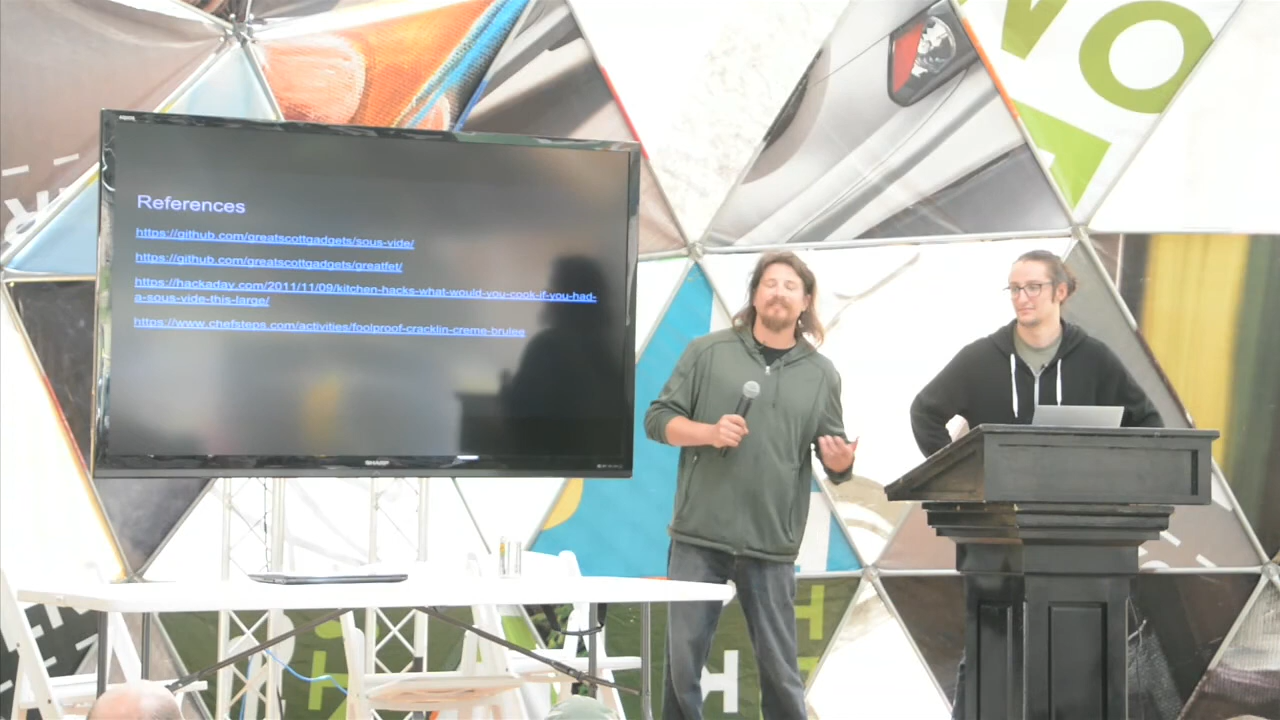 References
https://github.com/greatscottgadgets/sous-vide/
https://github.com/greatscottgadgets/greatfet/
https://hackaday.com/2011/11/09/kitchen-hacks-what-would-you-cook-if-you-had-
a-sous-vide-this-large/
https://www.chefsteps.com/activities/foolproof-cracklin-creme-brulee
SHARP